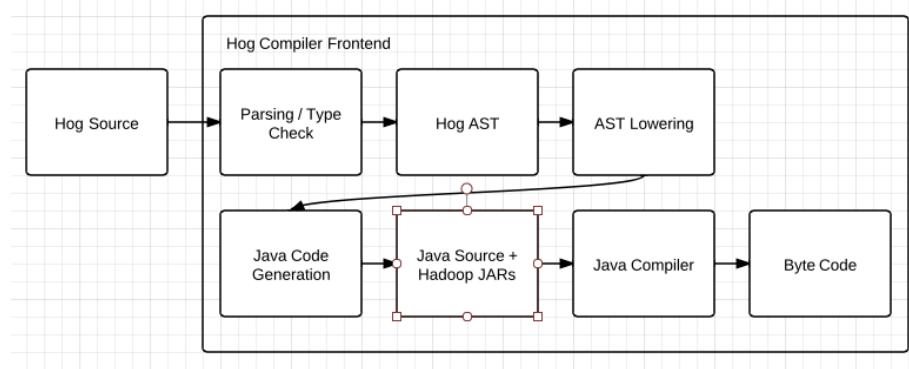 Hog Compiler Frontend
Hog Source
Parsing / Type
Check
Hog AST
AST Lowering
Java Code
Generation
Java Source +
Hadoop JARs
Java Compiler
Byte Code